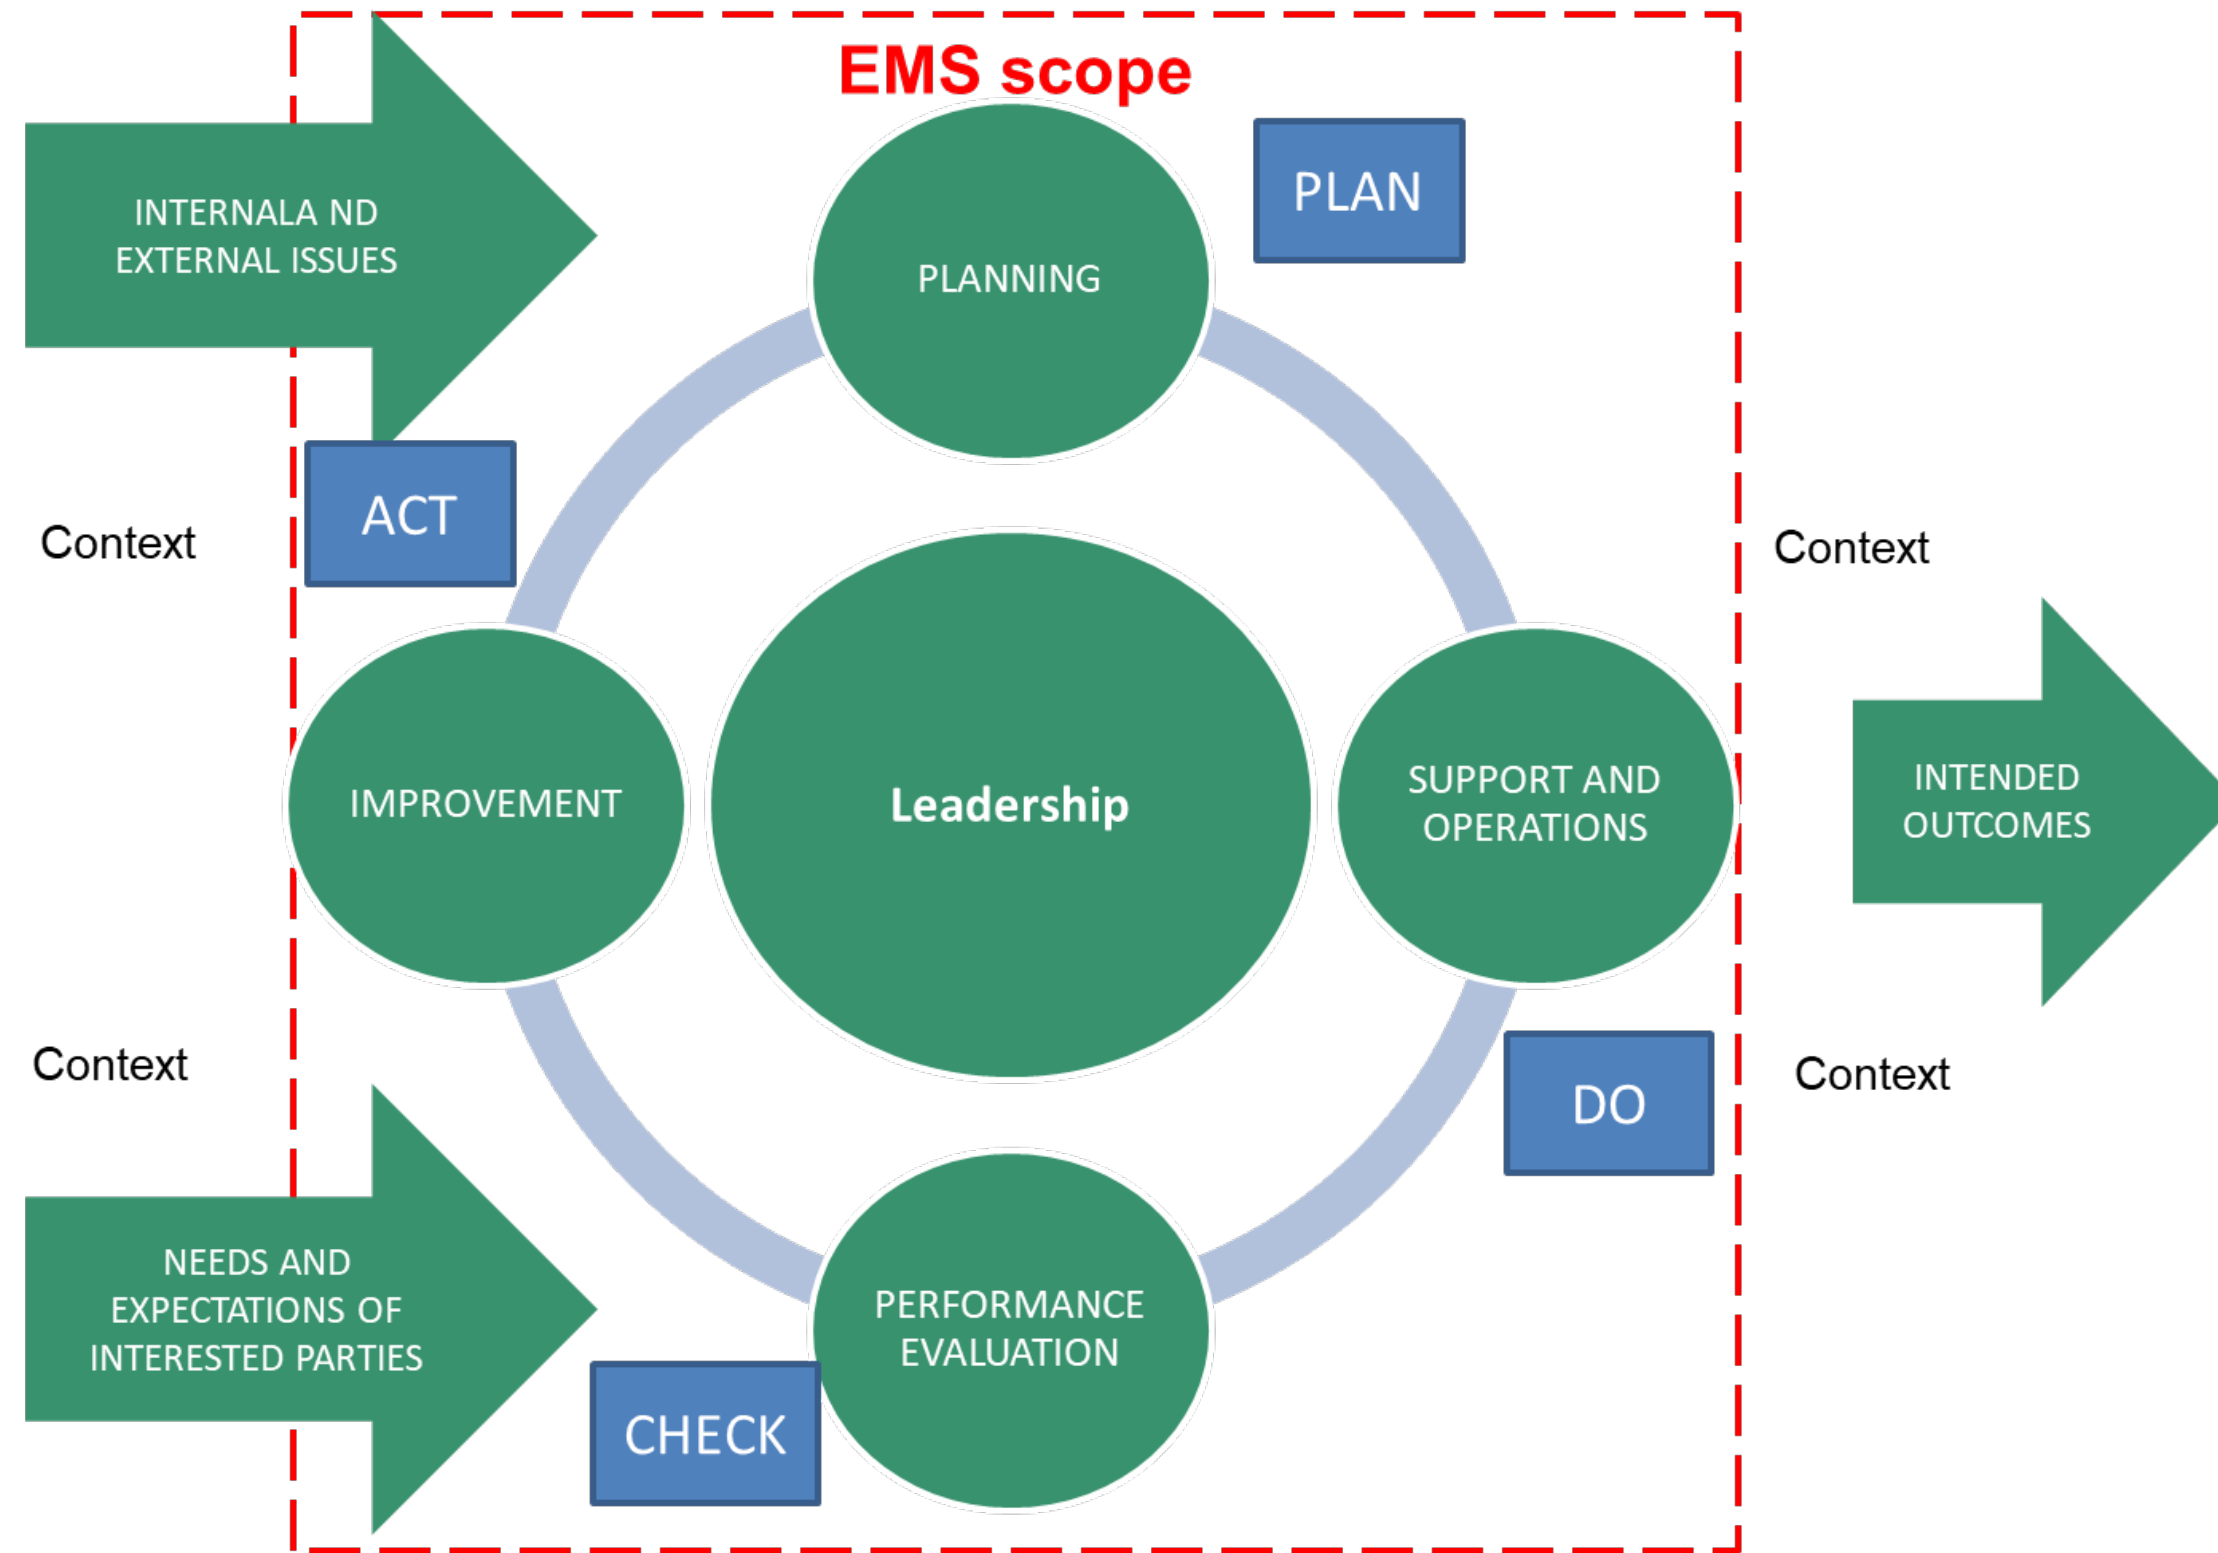 EMS scope
PLAN
INTERNALA ND
EXTERNAL ISSUES
PLANNING
ACT
Context
Context
IMPROVEMENT
Leadership
SUPPORT AND
OPERATIONS
INTENDED
OUTCOMES
Context
Context
DO
NEEDS AND
EXPECTATIONS OF
INTERESTED PARTIES
PERFORMANCE
EVALUATION
CHECK